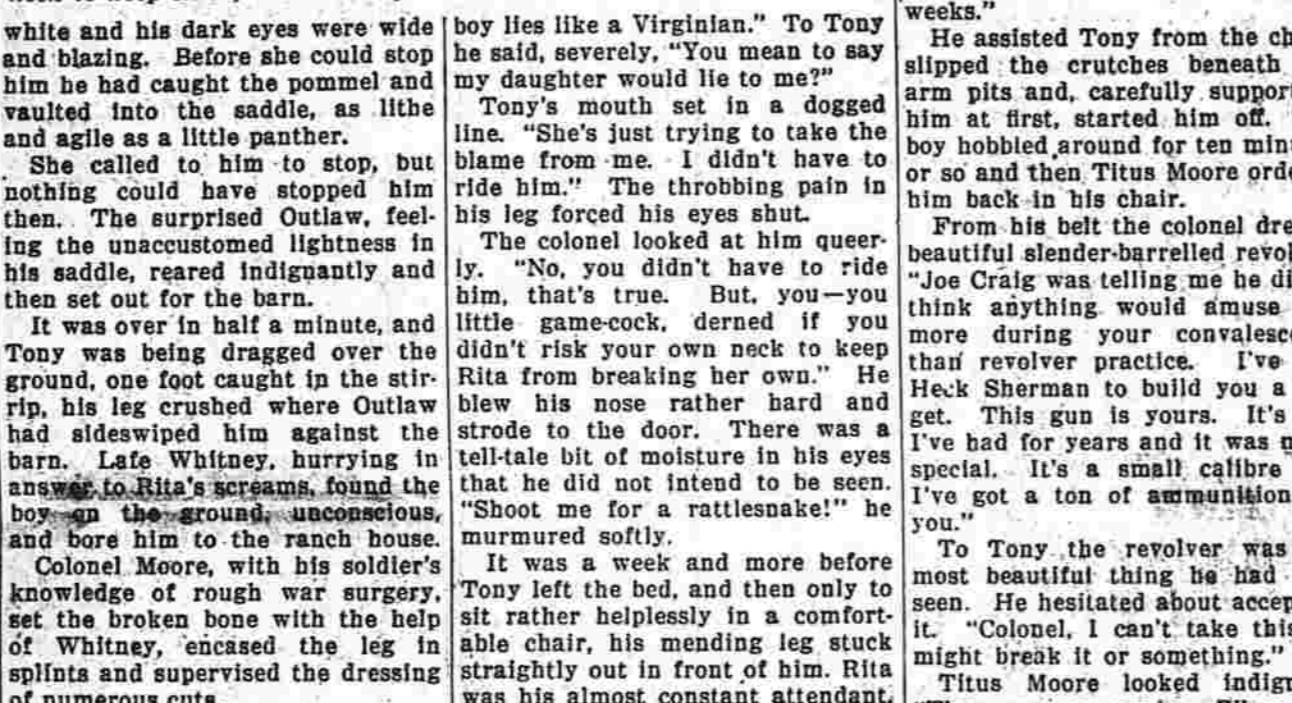 white and his dark eyes were wide
and blazing. Before she could stop
him he had caught the pommel and
vaulted into the saddle, as lithe
and agile as a little panther.
She called to him to stop, but
nothing could have stopped him
then. The surprised Outlaw, feel-
ing the unaccustomed lightness in
his saddle, reared indignantly and
then set out for the barn.
It was over in half a minute, and
Tony was being dragged over the
ground, one foot caught in the stir-
rip, his leg crushed where Outlaw
had sideswiped him against the
barn. Lafe Whitney, hurrying in
answer to Rita's screams, found the
boy on the ground, unconscious,
and bore him to the ranch house.
Colonel Moore, with his soldier's
knowledge of rough war surgery,
set the broken bone with the help
of Whitney, encased the leg in
splints and supervised the dressing
of numerous cuts.
boy lies like a Virginian." To Tony
he said, severely, "You mean to say
my daughter would lie to me?"
Tony's mouth set in a dogged
line. "She's just trying to take the
blame from me. I didn't have to
ride him." The throbbing pain in
his leg forced his eyes shut.
The colonel looked at him queer-
ly. "No, you didn't have to ride
him, that's true. But, you—you
little game-cock, derned if you
didn't risk your own neck to keep
Rita from breaking her own." He
blew his nose rather hard and
strode to the door. There was a
tell-tale bit of moisture in his eyes
that he did not intend to be seen.
"Shoot me for a rattlesnake!" he
murmured softly.
It was a week and more before
Tony left the bed, and then only to
sit rather helplessly in a comfort-
able chair, his mending leg stuck
straightly out in front of him. Rita
was his almost constant attendant,
weeks."
He assisted Tony from the ch
slipped the crutches beneath
arm pits and, carefully support
him at first, started him off.
boy hobbled around for ten minu
or so and then Titus Moore orde
him back in his chair.
From his belt the colonel dre
beautiful slender-barrelled revol
"Joe Craig was telling me he di
think anything would amuse
more during your convalesce
than revolver practice. I've
Heck Sherman to build you a
get. This gun is yours. It's
I've had for years and it was m
special. It's a small calibre
I've got a ton of ammunition
you."
To Tony the revolver was
most beautiful thing he had
seen. He hesitated about accep
it. "Colonel, I can't take this
might break it or something."
Titus Moore looked indign